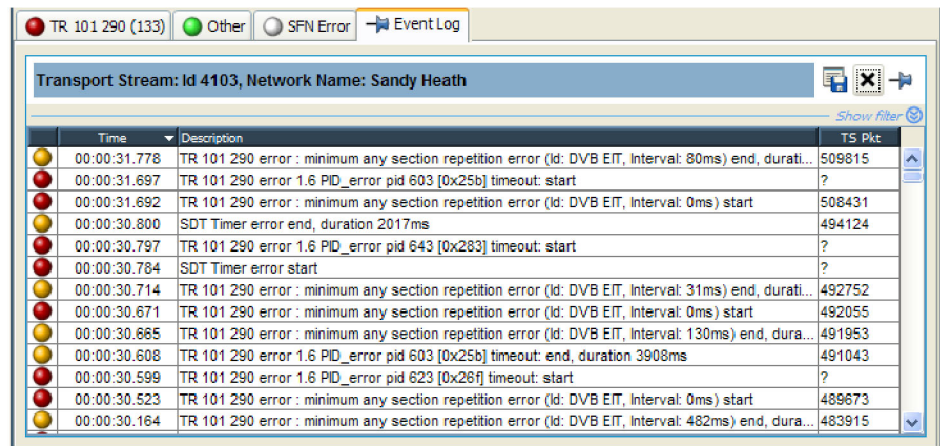 TR 101 290 (133) Other SFN Error Event Log
Transport Stream: Id 4103, Network Name: Sandy Heath
Show filter
Time Description TS Pkt
00:00:31.778 TR 101 290 error : minimum any section repetition error (Id: DVB EIT, Interval: 80ms) end, durati... 509815
00:00:31.697 TR 101 290 error 1.6 PID_error pid 603 [0x25b] timeout: start ?
00:00:31.692 TR 101 290 error : minimum any section repetition error (Id: DVB EIT, Interval: 0ms) start 508431
00:00:30.800 SDT Timer error end, duration 2017ms 494124
00:00:30.797 TR 101 290 error 1.6 PID_error pid 643 [0x283] timeout: start ?
00:00:30.784 SDT Timer error start ?
00:00:30.714 TR 101 290 error : minimum any section repetition error (Id: DVB EIT, Interval: 31ms) end, durati... 492752
00:00:30.671 TR 101 290 error : minimum any section repetition error (Id: DVB EIT, Interval: 0ms) start 492055
00:00:30.665 TR 101 290 error : minimum any section repetition error (Id: DVB EIT, Interval: 130ms) end, dura... 491953
00:00:30.608 TR 101 290 error 1.6 PID_error pid 603 [0x25b] timeout: end, duration 3908ms 491043
00:00:30.599 TR 101 290 error 1.6 PID_error pid 623 [0x26f] timeout: start ?
00:00:30.523 TR 101 290 error : minimum any section repetition error (Id: DVB EIT, Interval: 0ms) start 489673
00:00:30.164 TR 101 290 error : minimum any section repetition error (Id: DVB EIT, Interval: 482ms) end, dura... 483915